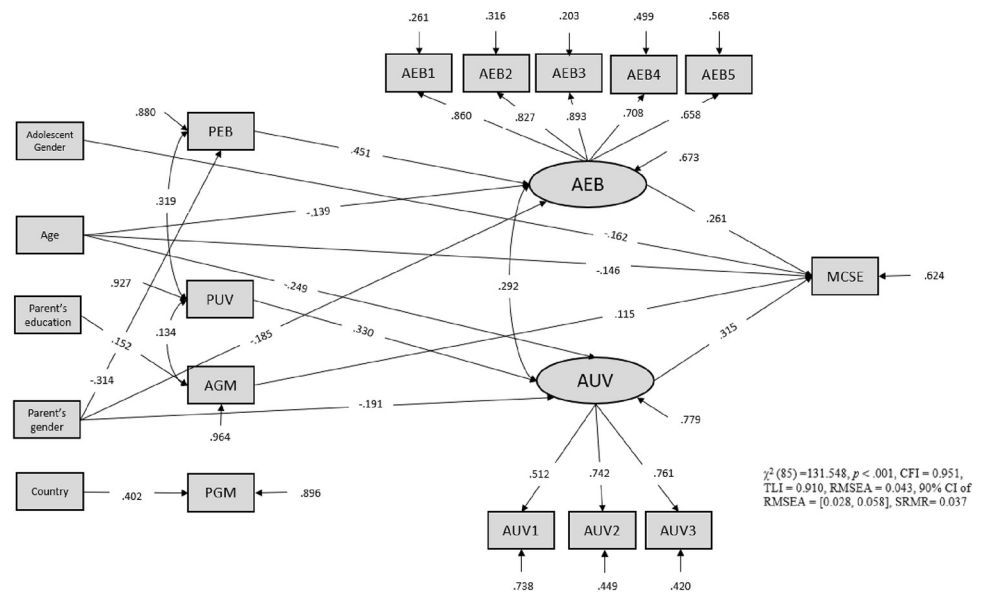 .261
.316
.203
.499
.568
AEB1
AEB2
AEB3
AEB4
AEB5
.860
.827
.893
.708
.658
.880
Adolescent
Gender
PEB
.451
.673
AEB
.319
-.139
.261
Age
-.162
-.146
MCSE
.624
.927
-.249
.292
PUV
Parent's
education
.134
.152
-.185
.330
.115
.315
-.314
AGM
AUV
Parent's
gender
-.191
.964
.779
Country
.402
PGM
.896
.512
.742
.761
χ² (85) =131.548, p < .001, CFI = 0.951,
TLI = 0.910, RMSEA = 0.043, 90% CI of
RMSEA = [0.028, 0.058], SRMR= 0.037
AUV1
AUV2
AUV3
.738
.449
.420